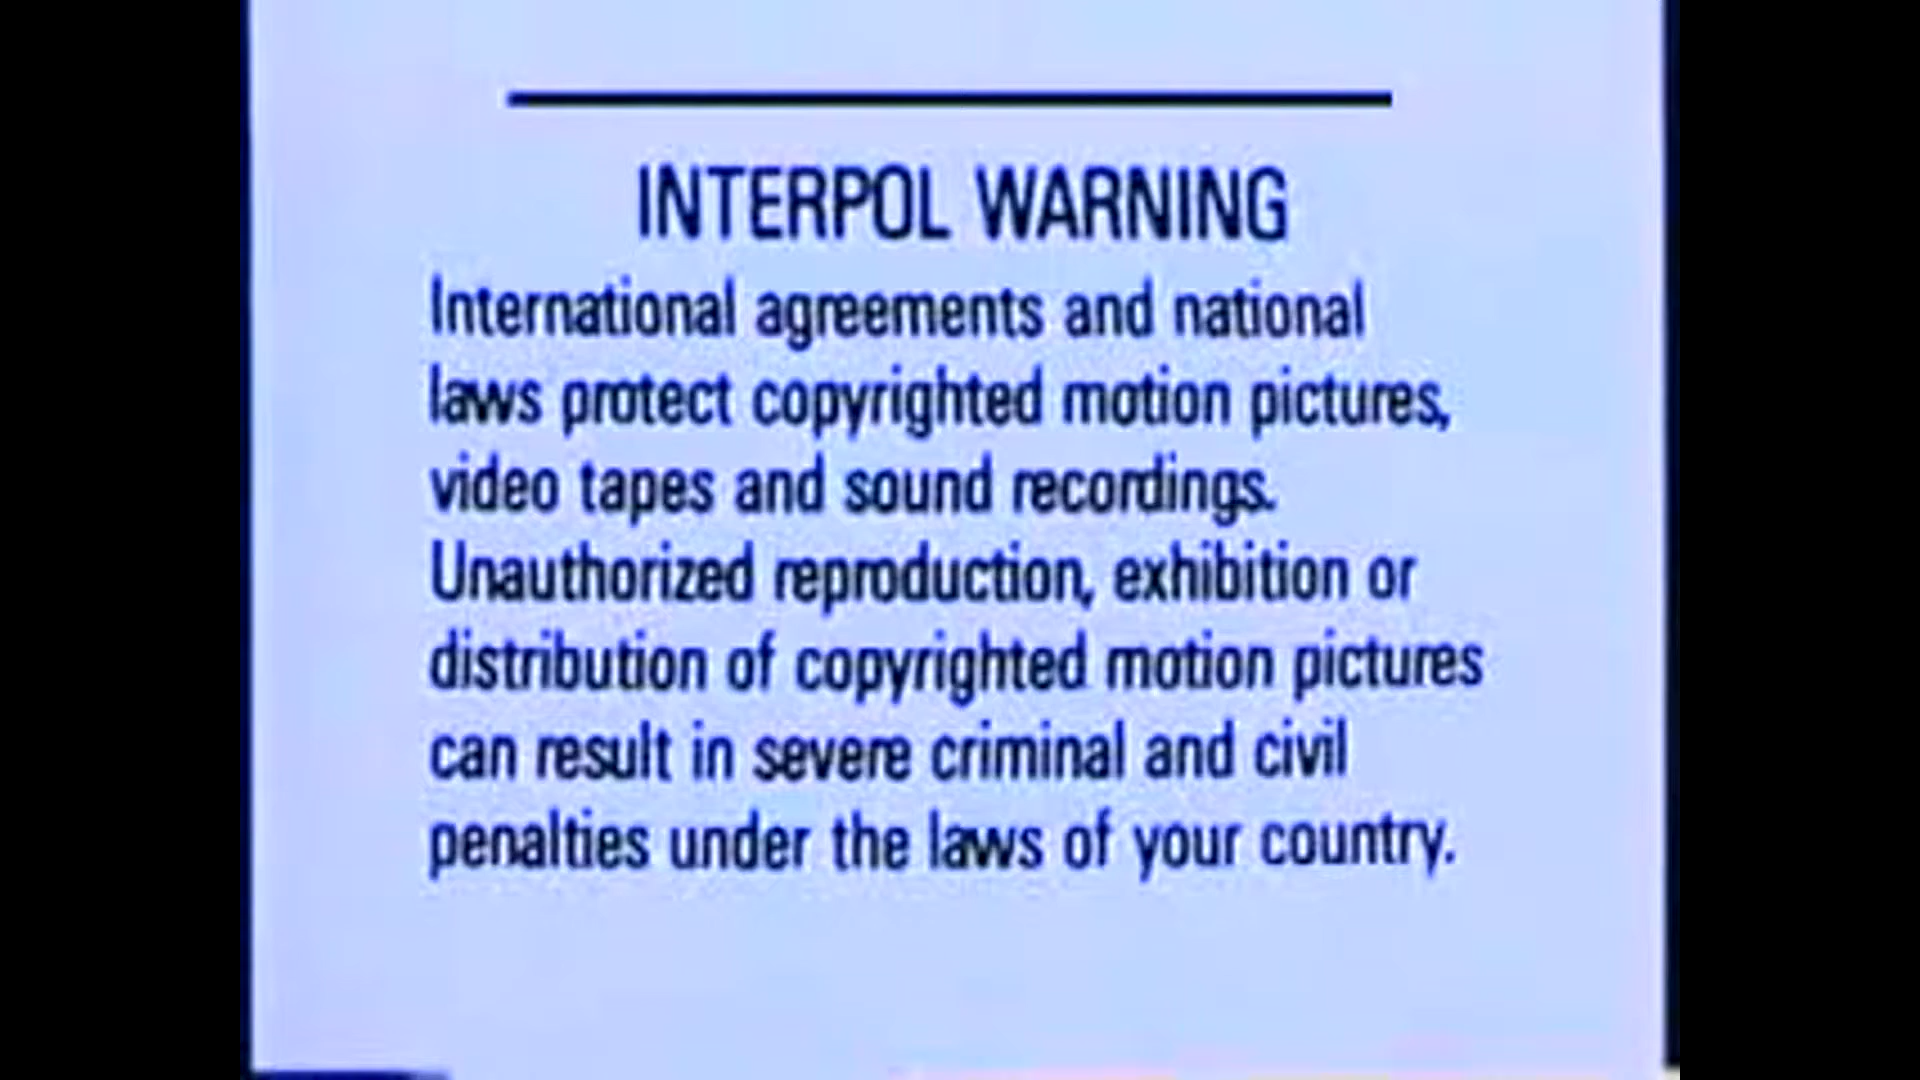 INTERPOL WARNING
International agreements and national
laws protect copyrighted motion pictures,
video tapes and sound recordings.
Unauthorized reproduction, exhibition or
distribution of copyrighted motion pictures
can result in severe criminal and civil
penalties under the laws of your country.